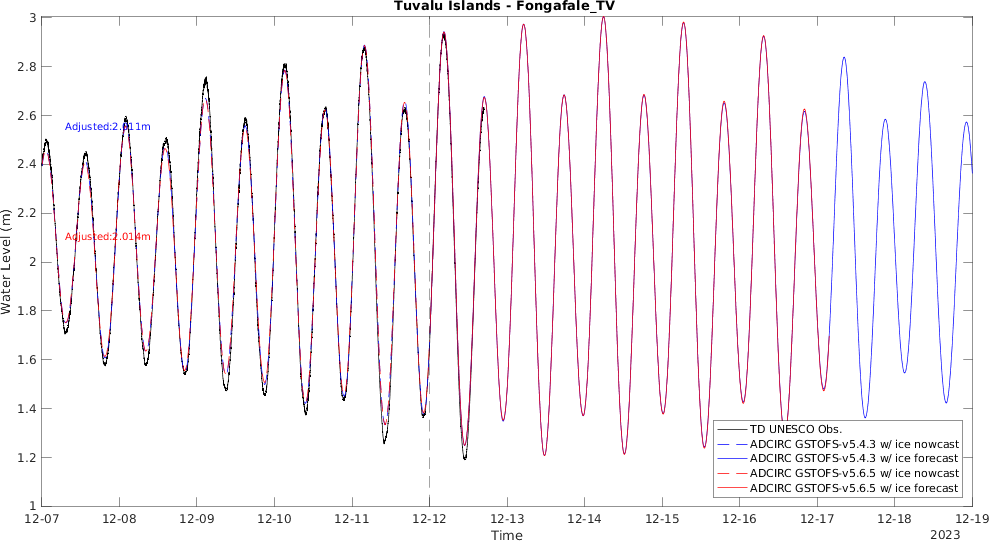 Tuvalu Islands - Fongafale_TV
3
2.8
2.6
2.4
2.2
2
1.8
1.6
1.4
1.2
1
Water Level (m)
Adjusted:2.011m
Adjusted:2.014m
TD UNESCO Obs.
ADCIRC GSTOFS-v5.4.3 w/ ice nowcast
ADCIRC GSTOFS-v5.4.3 w/ ice forecast
ADCIRC GSTOFS-v5.6.5 w/ ice nowcast
ADCIRC GSTOFS-v5.6.5 w/ ice forecast
12-07 12-08 12-09 12-10 12-11 12-12 12-13 12-14 12-15 12-16 12-17 12-18 12-19
Time
2023